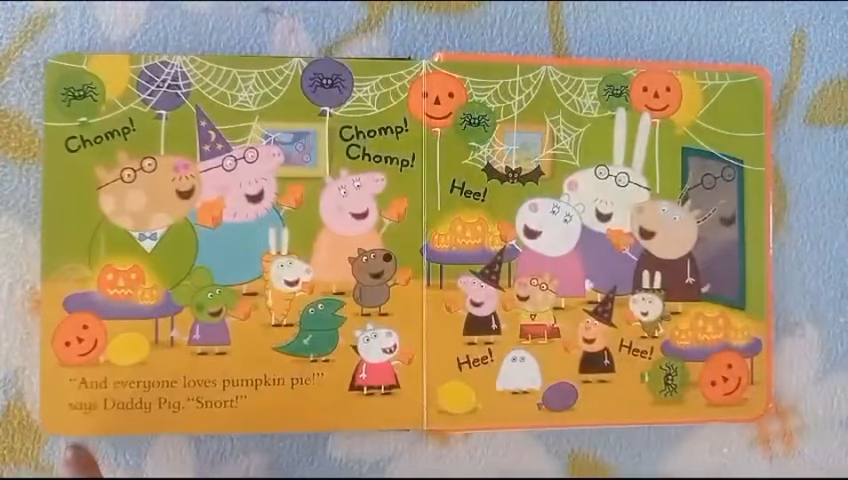 Chomp!
Chomp!
Chomp!
"And everyone loves pumpkin pie!"
says Daddy Pig. "Snort!"
Hee!
Hee!
Hee!